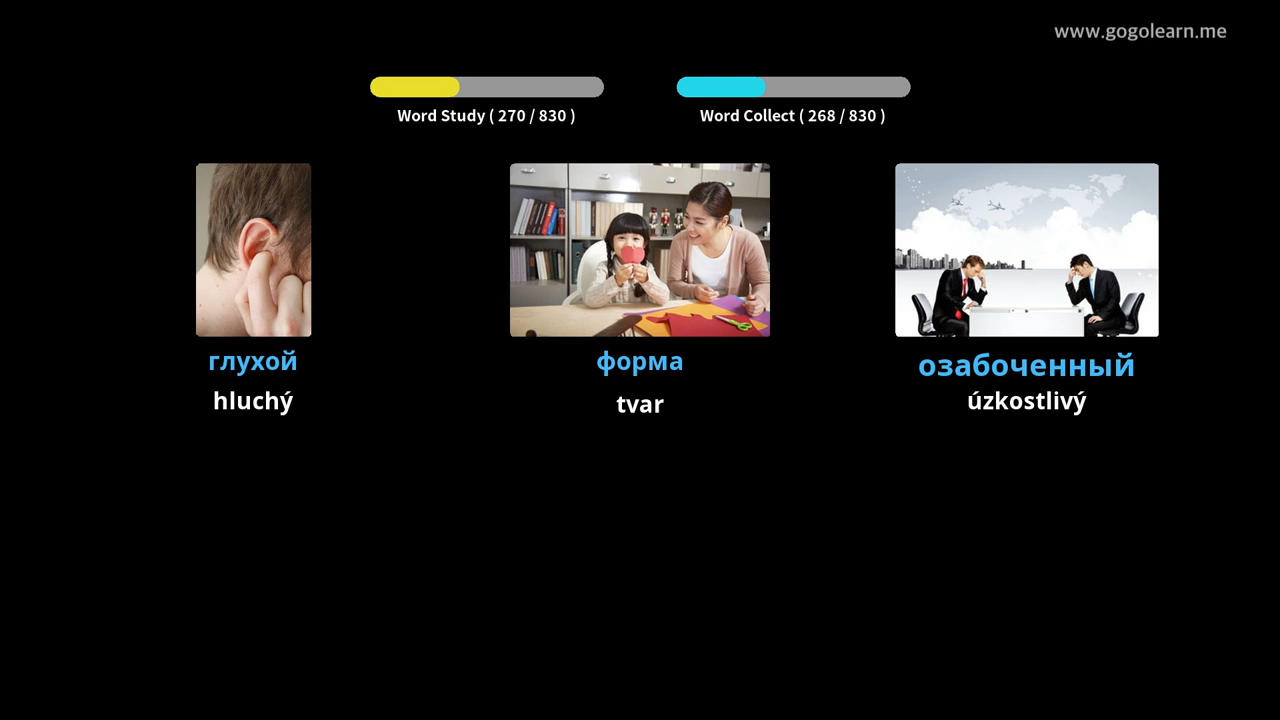 www.gogolearn.me
Word Study ( 270 / 830 )
Word Collect ( 268 / 830 )
глухой
hluchý
форма
tvar
озабоченный
úzkostlivý